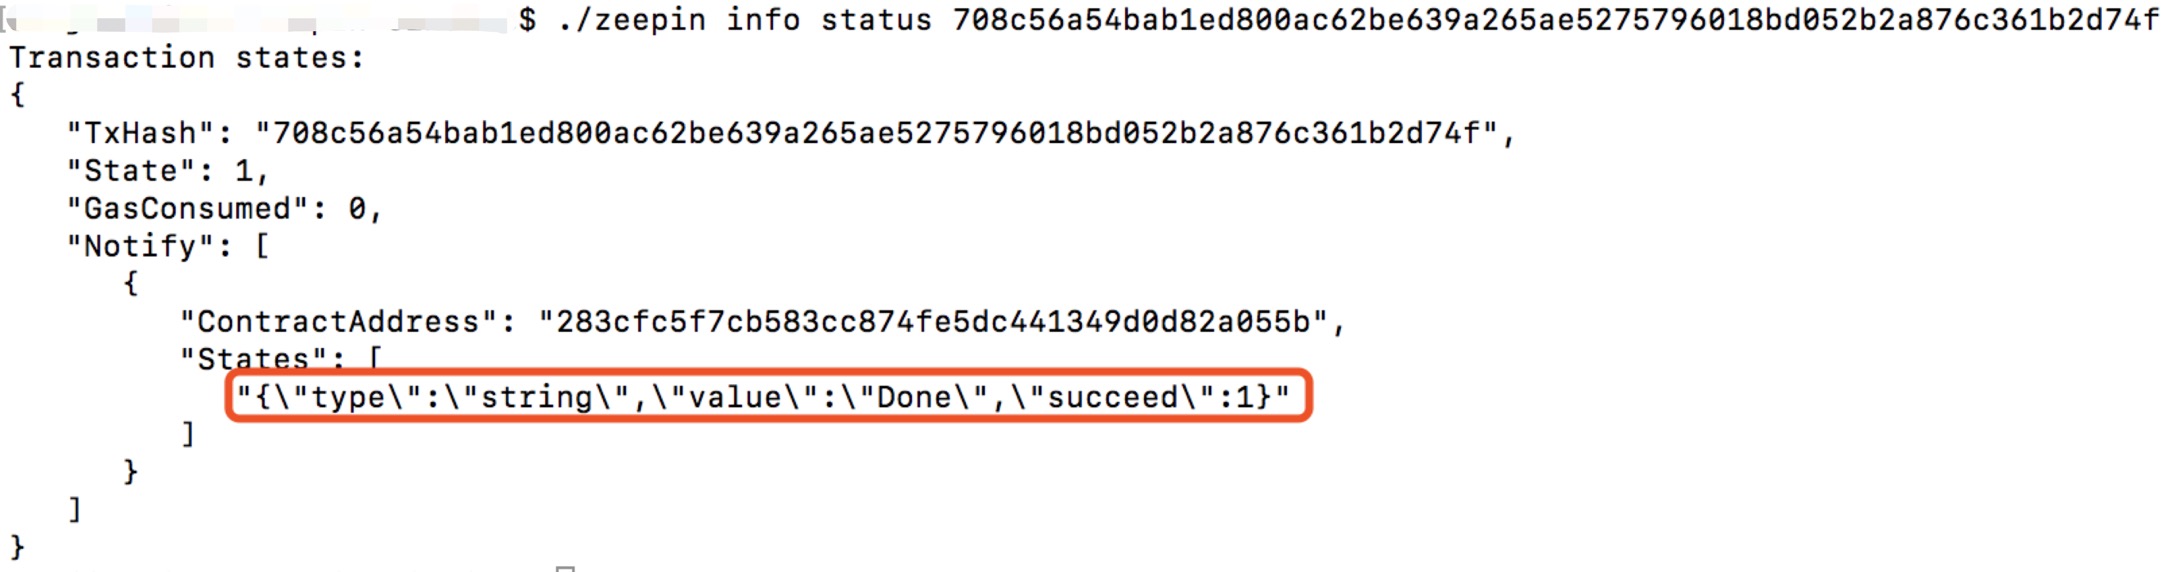 $ ./zeepin info status 708c56a54bab1ed800ac62be639a265ae5275796018bd052b2a876c361b2d74f
Transaction states:
{
   "TxHash": "708c56a54bab1ed800ac62be639a265ae5275796018bd052b2a876c361b2d74f",
   "State": 1,
   "GasConsumed": 0,
   "Notify": [
      {
         "ContractAddress": "283cfc5f7cb583cc874fe5dc441349d0d82a055b",
         "States": [
            "{\"type\":\"string\",\"value\":\"Done\",\"succeed\":1}"
         ]
      }
   ]
}